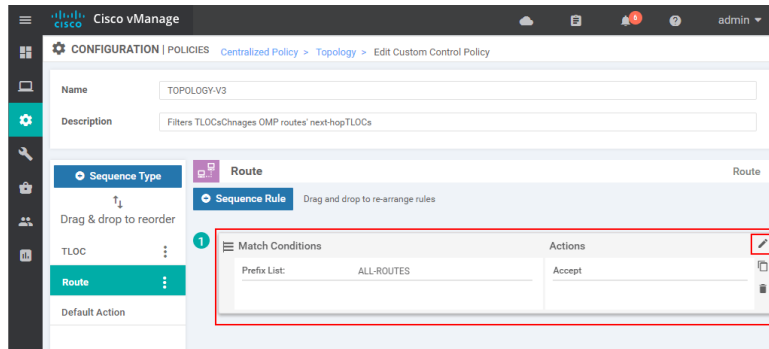 cisco Cisco vManage admin
CONFIGURATION | POLICIES Centralized Policy > Topology > Edit Custom Control Policy
Name TOPOLOGY-V3
Description Filters TLOCsChnages OMP routes' next-hopTLOCs
Sequence Type
Drag & drop to reorder
TLOC
Route
Default Action
Route Route
Sequence Rule Drag and drop to re-arrange rules
1
Match Conditions Actions
Prefix List: ALL-ROUTES Accept